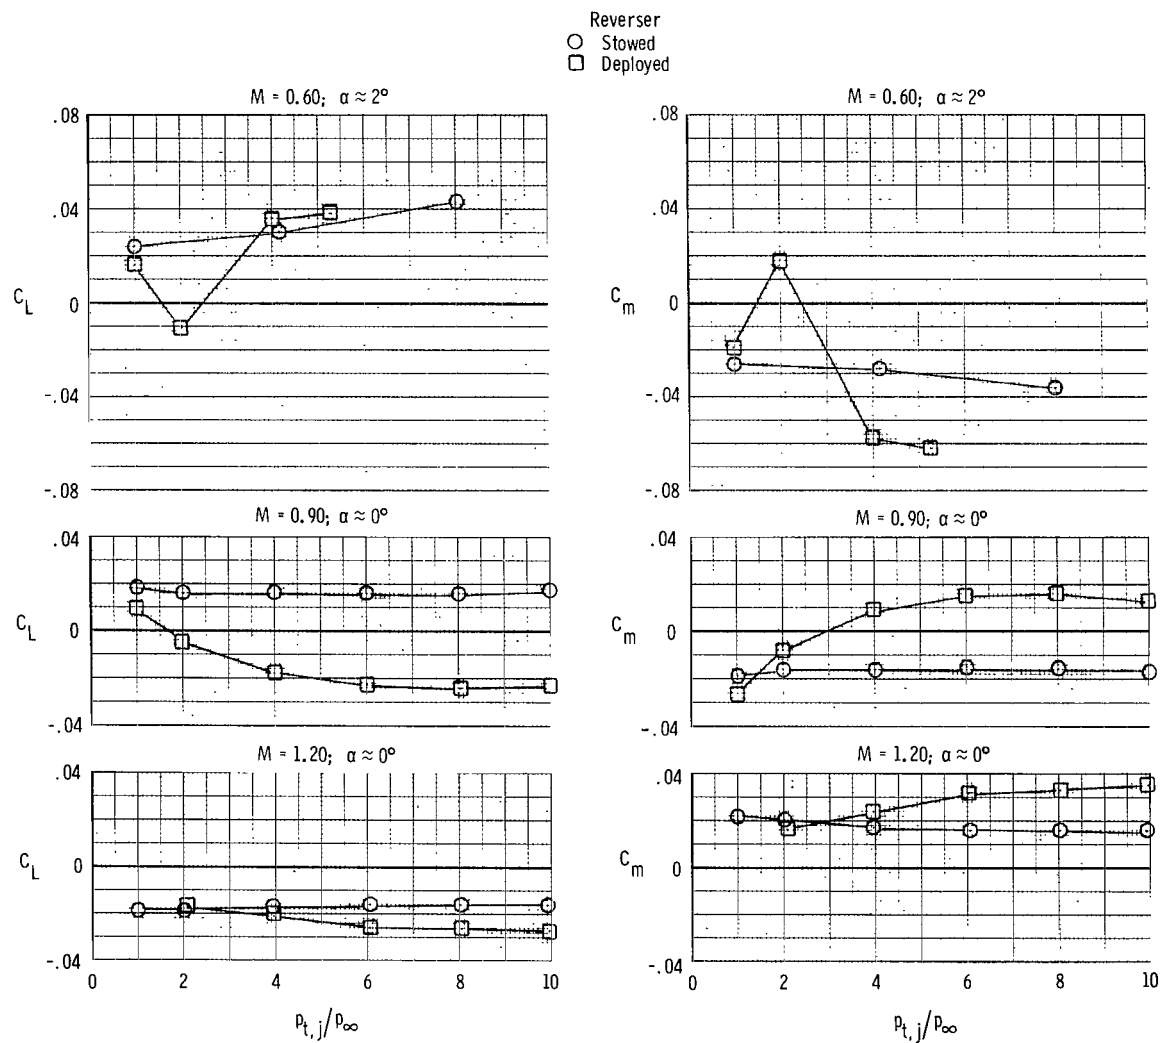 Reverser
Stowed
Deployed
M = 0.60; α ≈ 2°
.08
.04
0
-.04
-.08
C_L
M = 0.60; α ≈ 2°
.08
.04
0
-.04
-.08
C_m
M = 0.90; α ≈ 0°
.04
0
-.04
C_L
M = 0.90; α ≈ 0°
.04
0
-.04
C_m
M = 1.20; α ≈ 0°
.04
0
-.04
C_L
0 2 4 6 8 10
p_t,j/p_∞
M = 1.20; α ≈ 0°
.04
0
-.04
C_m
0 2 4 6 8 10
p_t,j/p_∞